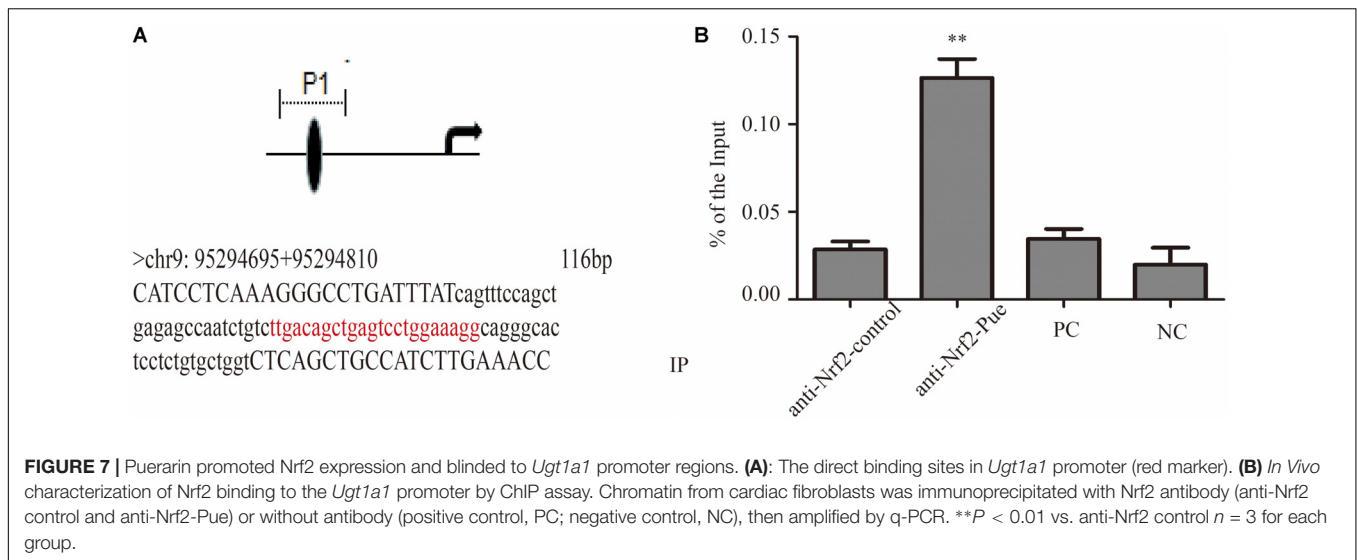 A
P1
>chr9: 95294695+95294810 116bp
CATCCTCAAAGGGCCTGATTTATcagtttccagct
gagagccaatctgtcttgacagctgagtcctggaaaggcagggcac
tcctctgtgctggtCTCAGCTGCCATCTTGAAACC
B
% of the Input
0.15
0.10
0.05
0.00
**
IP
anti-Nrf2-control
anti-Nrf2-Pue
PC
NC
FIGURE 7 | Puerarin promoted Nrf2 expression and blinded to Ugt1a1 promoter regions. (A): The direct binding sites in Ugt1a1 promoter (red marker). (B) In Vivo
characterization of Nrf2 binding to the Ugt1a1 promoter by ChIP assay. Chromatin from cardiac fibroblasts was immunoprecipitated with Nrf2 antibody (anti-Nrf2
control and anti-Nrf2-Pue) or without antibody (positive control, PC; negative control, NC), then amplified by q-PCR. **P < 0.01 vs. anti-Nrf2 control n = 3 for each
group.